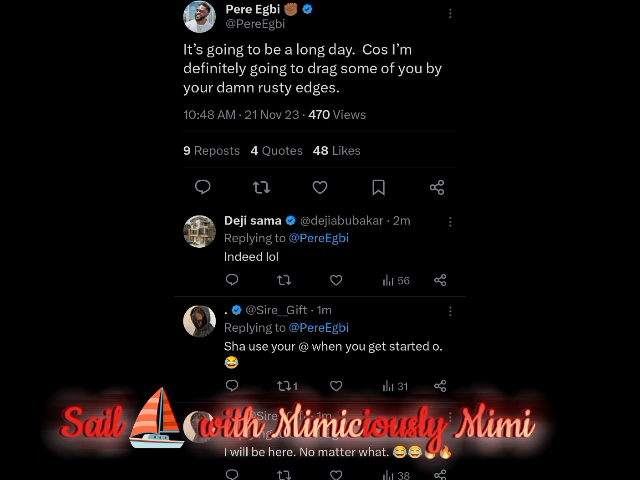 Pere Egbi
@PereEgbi
It's going to be a long day. Cos I'm
definitely going to drag some of you by
your damn rusty edges.
10:48 AM · 21 Nov 23 · 470 Views
9 Reposts 4 Quotes 48 Likes
Deji sama @dejiabubakar · 2m
Replying to @PereEgbi
Indeed lol
56
. @Sire__Gift · 1m
Replying to @PereEgbi
Sha use your @ when you get started o.
😂
1 31
Sail with Mimiciously Mimi
I will be here. No matter what. 😂😂🔥🔥
38